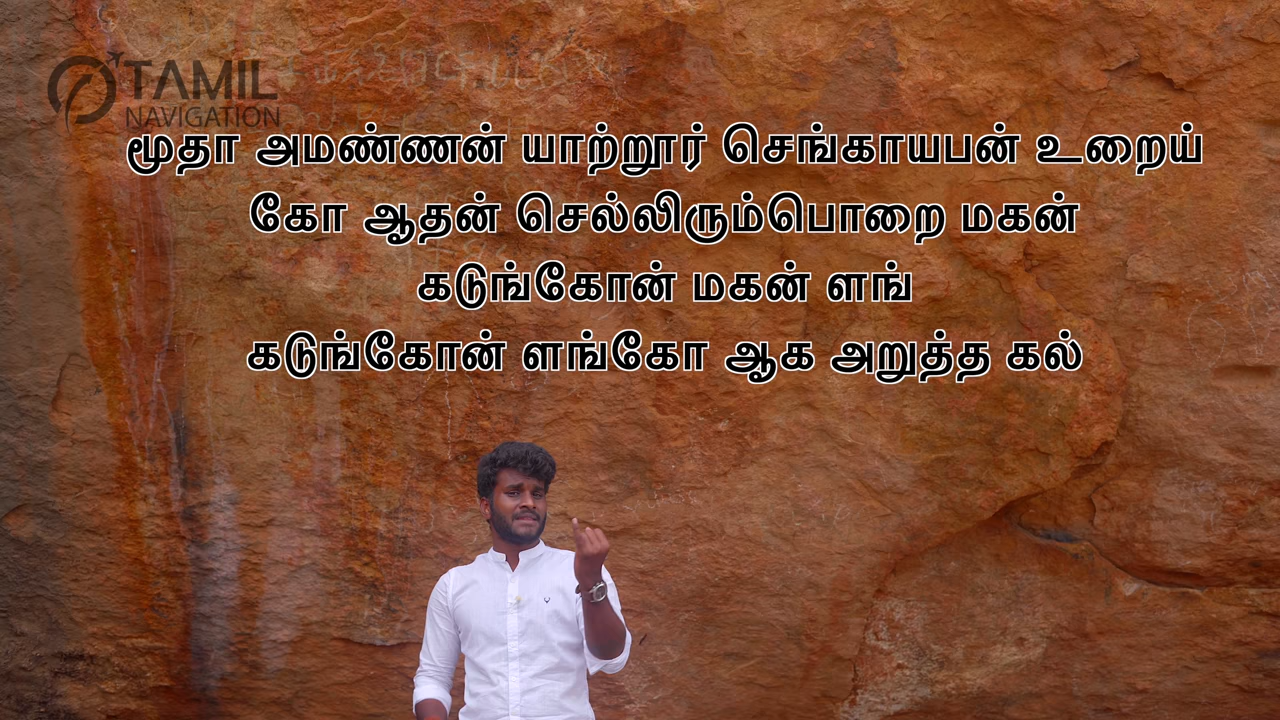 TAMIL
NAVIGATION
மூதா அமண்ணன் யாற்றூர் செங்காயபன் உறைய்
கோ ஆதன் செல்லிரும்பொறை மகன்
கடுங்கோன் மகன் ளங்
கடுங்கோன் ளங்கோ ஆக அறுத்த கல்